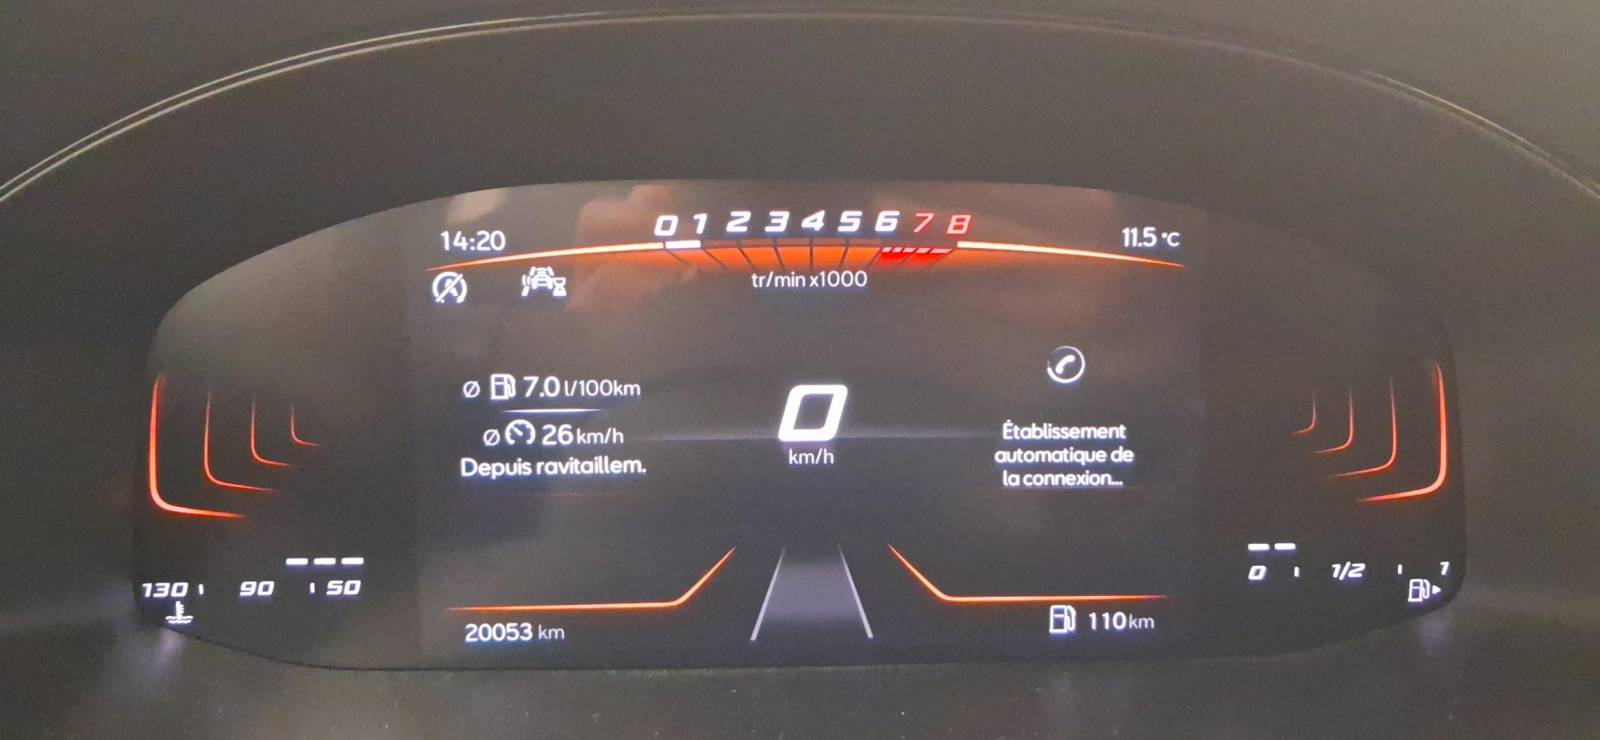 0 1 2 3 4 5 6 7 8
14:20
11.5 °C
tr/min x1000
Ø 7.0 l/100km
Ø 26 km/h
Depuis ravitaillem.
0
km/h
Établissement
automatique de
la connexion...
130 90 50
0 1/2 1
20053 km
110 km